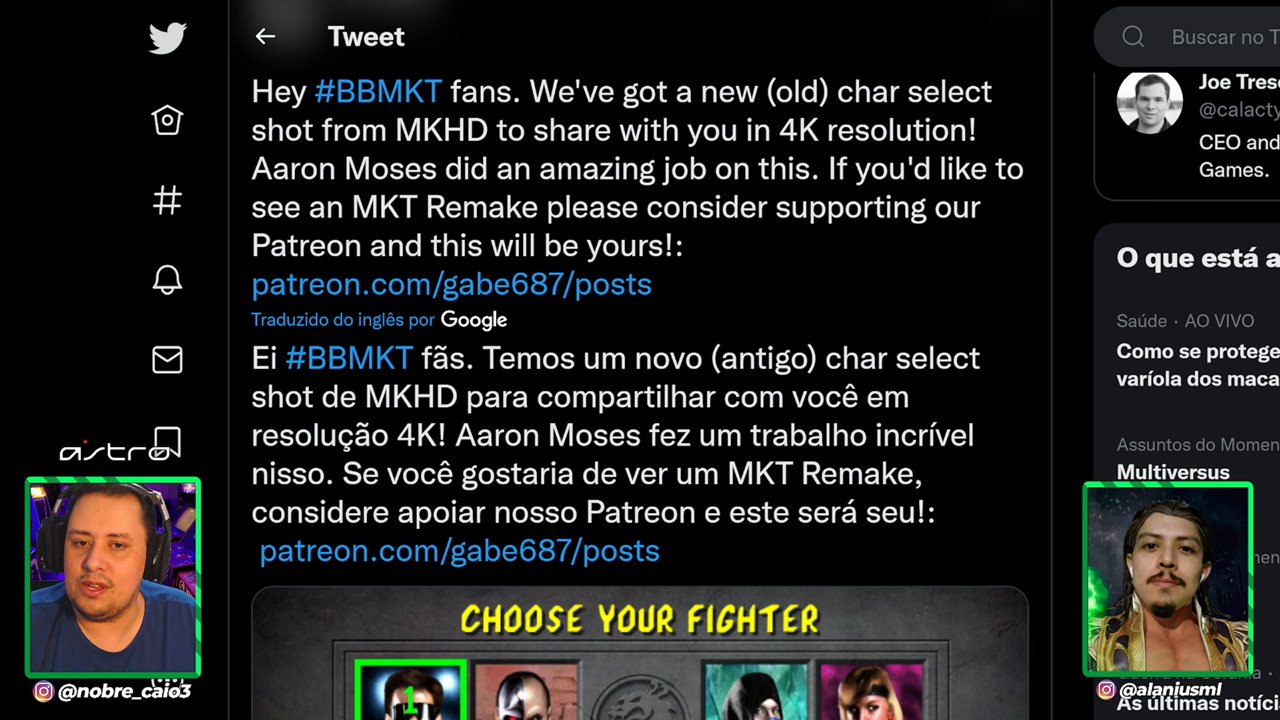 Tweet
Buscar no T
Hey #BBMKT fans. We've got a new (old) char select
shot from MKHD to share with you in 4K resolution!
Aaron Moses did an amazing job on this. If you'd like to
see an MKT Remake please consider supporting our
Patreon and this will be yours!:
patreon.com/gabe687/posts
Traduzido do inglês por Google
Ei #BBMKT fãs. Temos um novo (antigo) char select
shot de MKHD para compartilhar com você em
resolução 4K! Aaron Moses fez um trabalho incrível
nisso. Se você gostaria de ver um MKT Remake,
considere apoiar nosso Patreon e este será seu!:
patreon.com/gabe687/posts
CHOOSE YOUR FIGHTER
1
Joe Tres
@calacty
CEO and
Games.
O que está a
Saúde · AO VIVO
Como se protege
varíola dos maca
Assuntos do Momen
Multiversus
As últimas notíci
astro
@nobre_caio3
@alanjusml